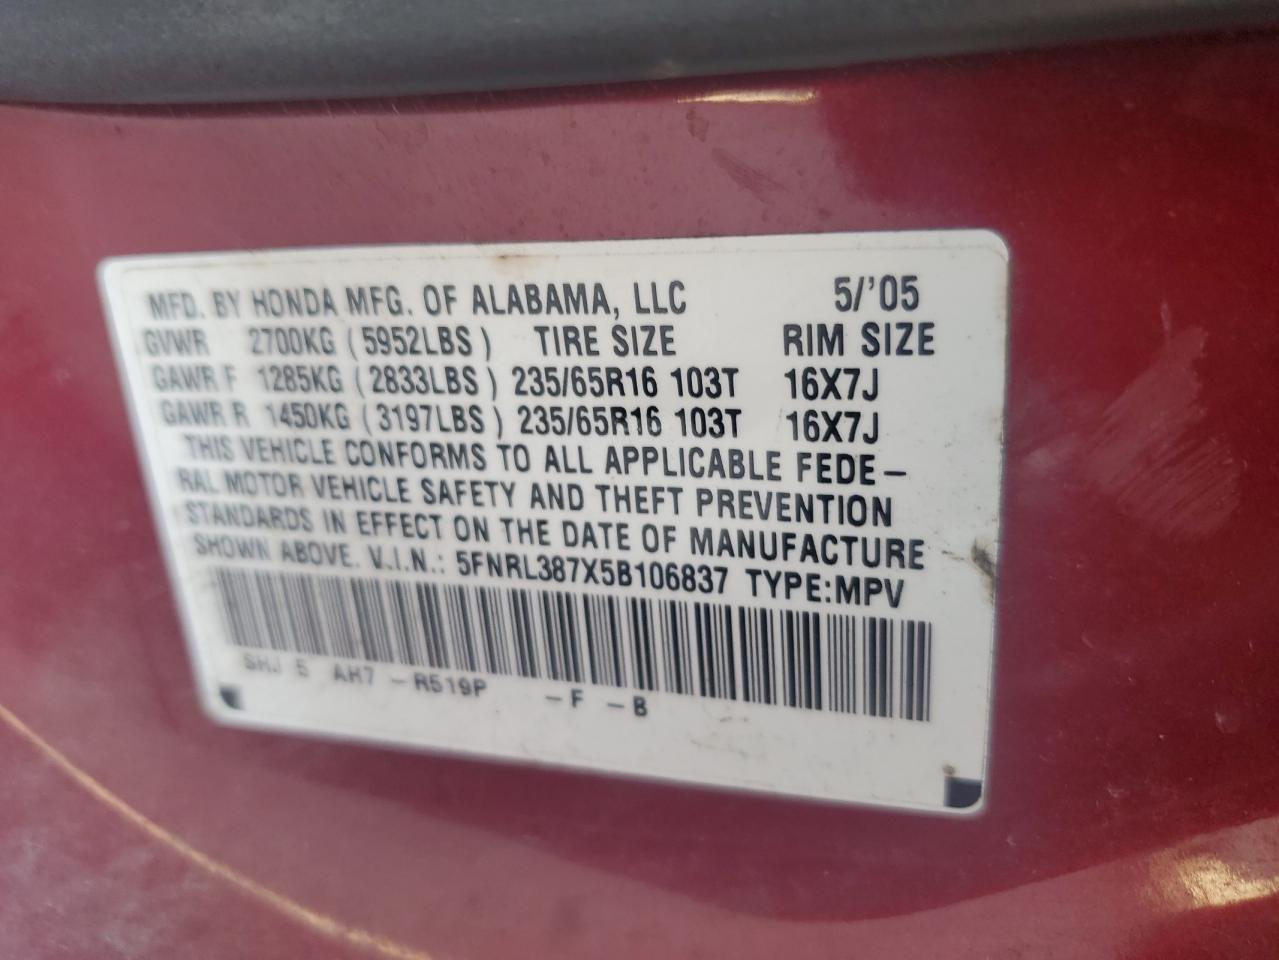 MFD. BY HONDA MFG. OF ALABAMA, LLC 5/'05
GVWR 2700KG (5952LBS) TIRE SIZE RIM SIZE
GAWR F 1285KG (2833LBS) 235/65R16 103T 16X7J
GAWR R 1450KG (3197LBS) 235/65R16 103T 16X7J
THIS VEHICLE CONFORMS TO ALL APPLICABLE FEDE-
RAL MOTOR VEHICLE SAFETY AND THEFT PREVENTION
STANDARDS IN EFFECT ON THE DATE OF MANUFACTURE
SHOWN ABOVE. V.I.N.: 5FNRL387X5B106837 TYPE:MPV
SHJ 5 AH7 -R519P -F -B